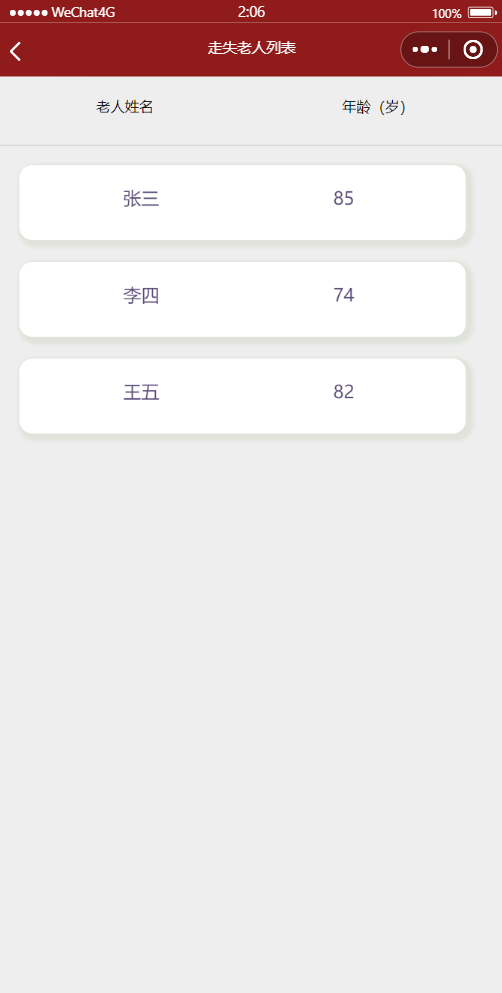 WeChat4G 2:06 100%
走失老人列表
老人姓名 年龄（岁）
张三 85
李四 74
王五 82